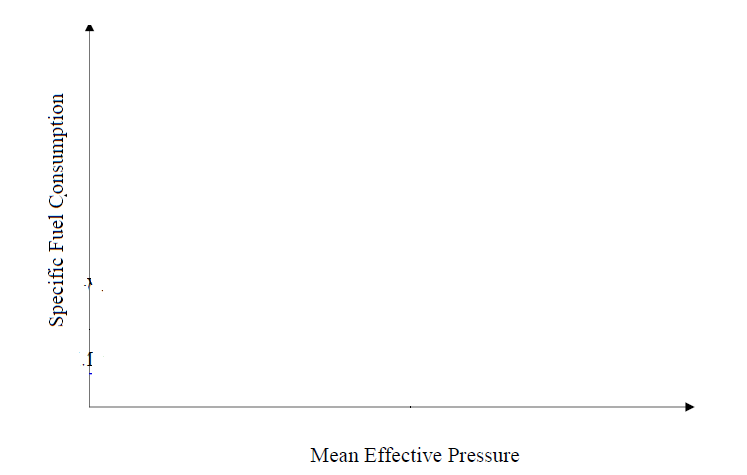 Specific Fuel Consumption
Mean Effective Pressure